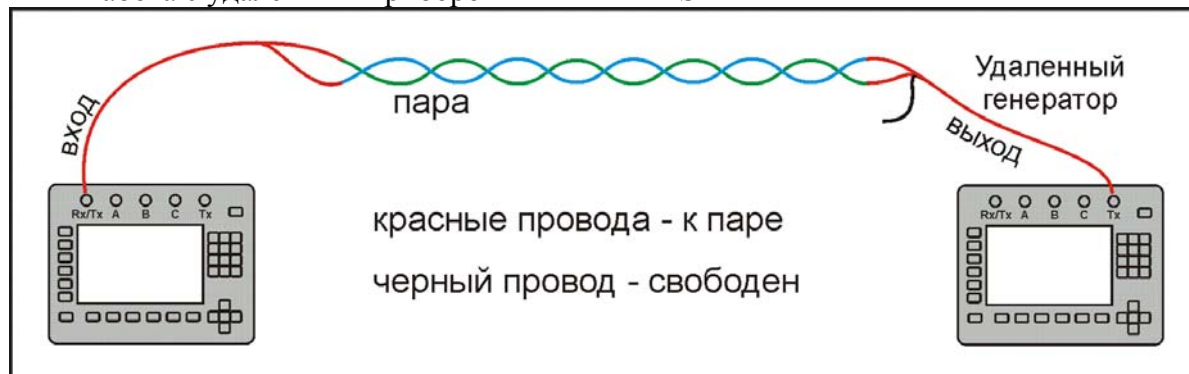 Удаленный
генератор
вход
пара
выход
Rx/Tx A B C Tx
Rx/Tx A B C Tx
красные провода - к паре
черный провод - свободен